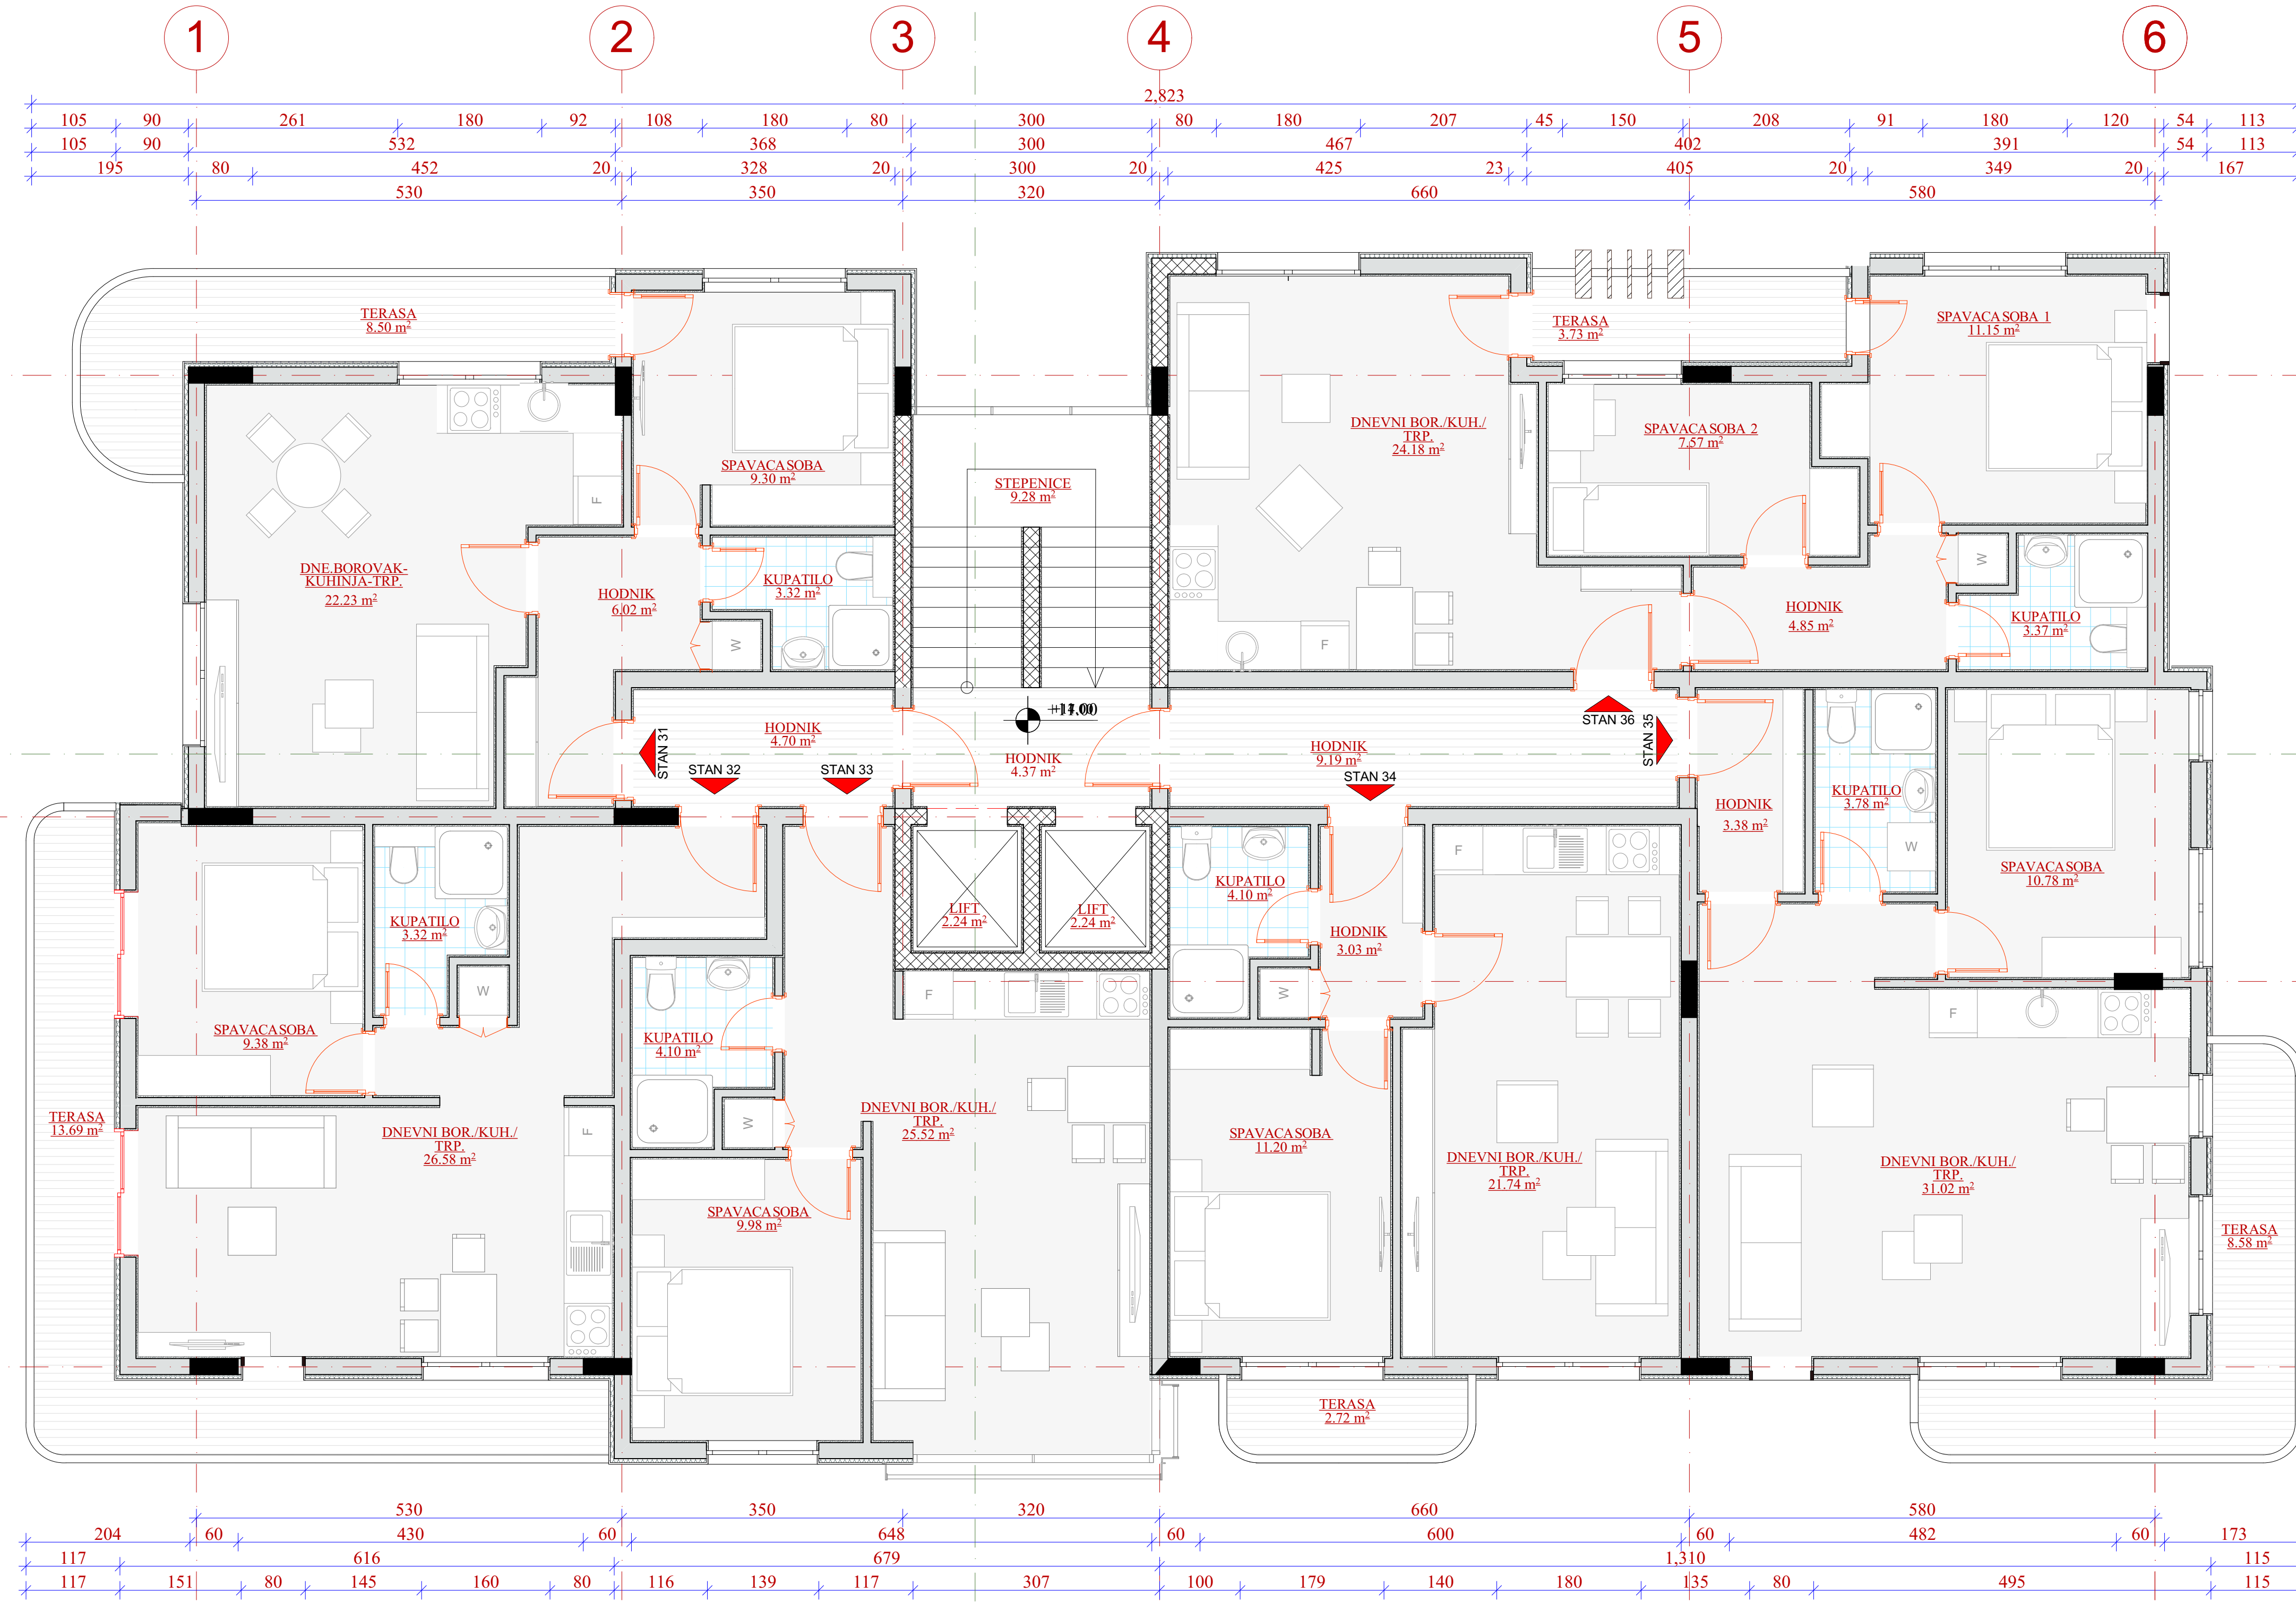 1 2 3 4 5 6
2,823
105 90 261 180 92 108 180 80 300 80 180 207 45 150 208 91 180 120 54 113
105 90 532 368 300 467 402 391 54 113
195 80 452 20 328 20 300 20 425 23 405 20 349 20 167
530 350 320 660 580
TERASA
8.50 m²
SPAVACA SOBA
9.30 m²
STEPENICE
9.28 m²
DNEVNI BOR./KUH./
TRP.
24.18 m²
TERASA
3.73 m²
SPAVACA SOBA 1
11.15 m²
SPAVACA SOBA 2
7.57 m²
F
DNE.BOROVAK-
KUHINJA-TRP.
22.23 m²
HODNIK
6.02 m²
KUPATILO
3.32 m²
W
F
HODNIK
4.85 m²
W
KUPATILO
3.37 m²
STAN 31
HODNIK
4.70 m²
STAN 32
STAN 33
HODNIK
4.37 m²
HODNIK
9.19 m²
STAN 34
STAN 36
STAN 35
HODNIK
3.38 m²
KUPATILO
3.78 m²
W
SPAVACA SOBA
10.78 m²
SPAVACA SOBA
9.38 m²
KUPATILO
3.32 m²
W
LIFT
2.24 m²
LIFT
2.24 m²
KUPATILO
4.10 m²
HODNIK
3.03 m²
W
F
KUPATILO
4.10 m²
W
F
F
TERASA
13.69 m²
DNEVNI BOR./KUH./
TRP.
26.58 m²
F
DNEVNI BOR./KUH./
TRP.
25.52 m²
SPAVACA SOBA
9.98 m²
SPAVACA SOBA
11.20 m²
DNEVNI BOR./KUH./
TRP.
21.74 m²
DNEVNI BOR./KUH./
TRP.
31.02 m²
TERASA
8.58 m²
TERASA
2.72 m²
530 350 320 660 580
204 60 430 60 648 60 600 60 482 60 173
117 616 679 1,310 115
117 151 80 145 160 80 116 139 117 307 100 179 140 180 135 80 495 115